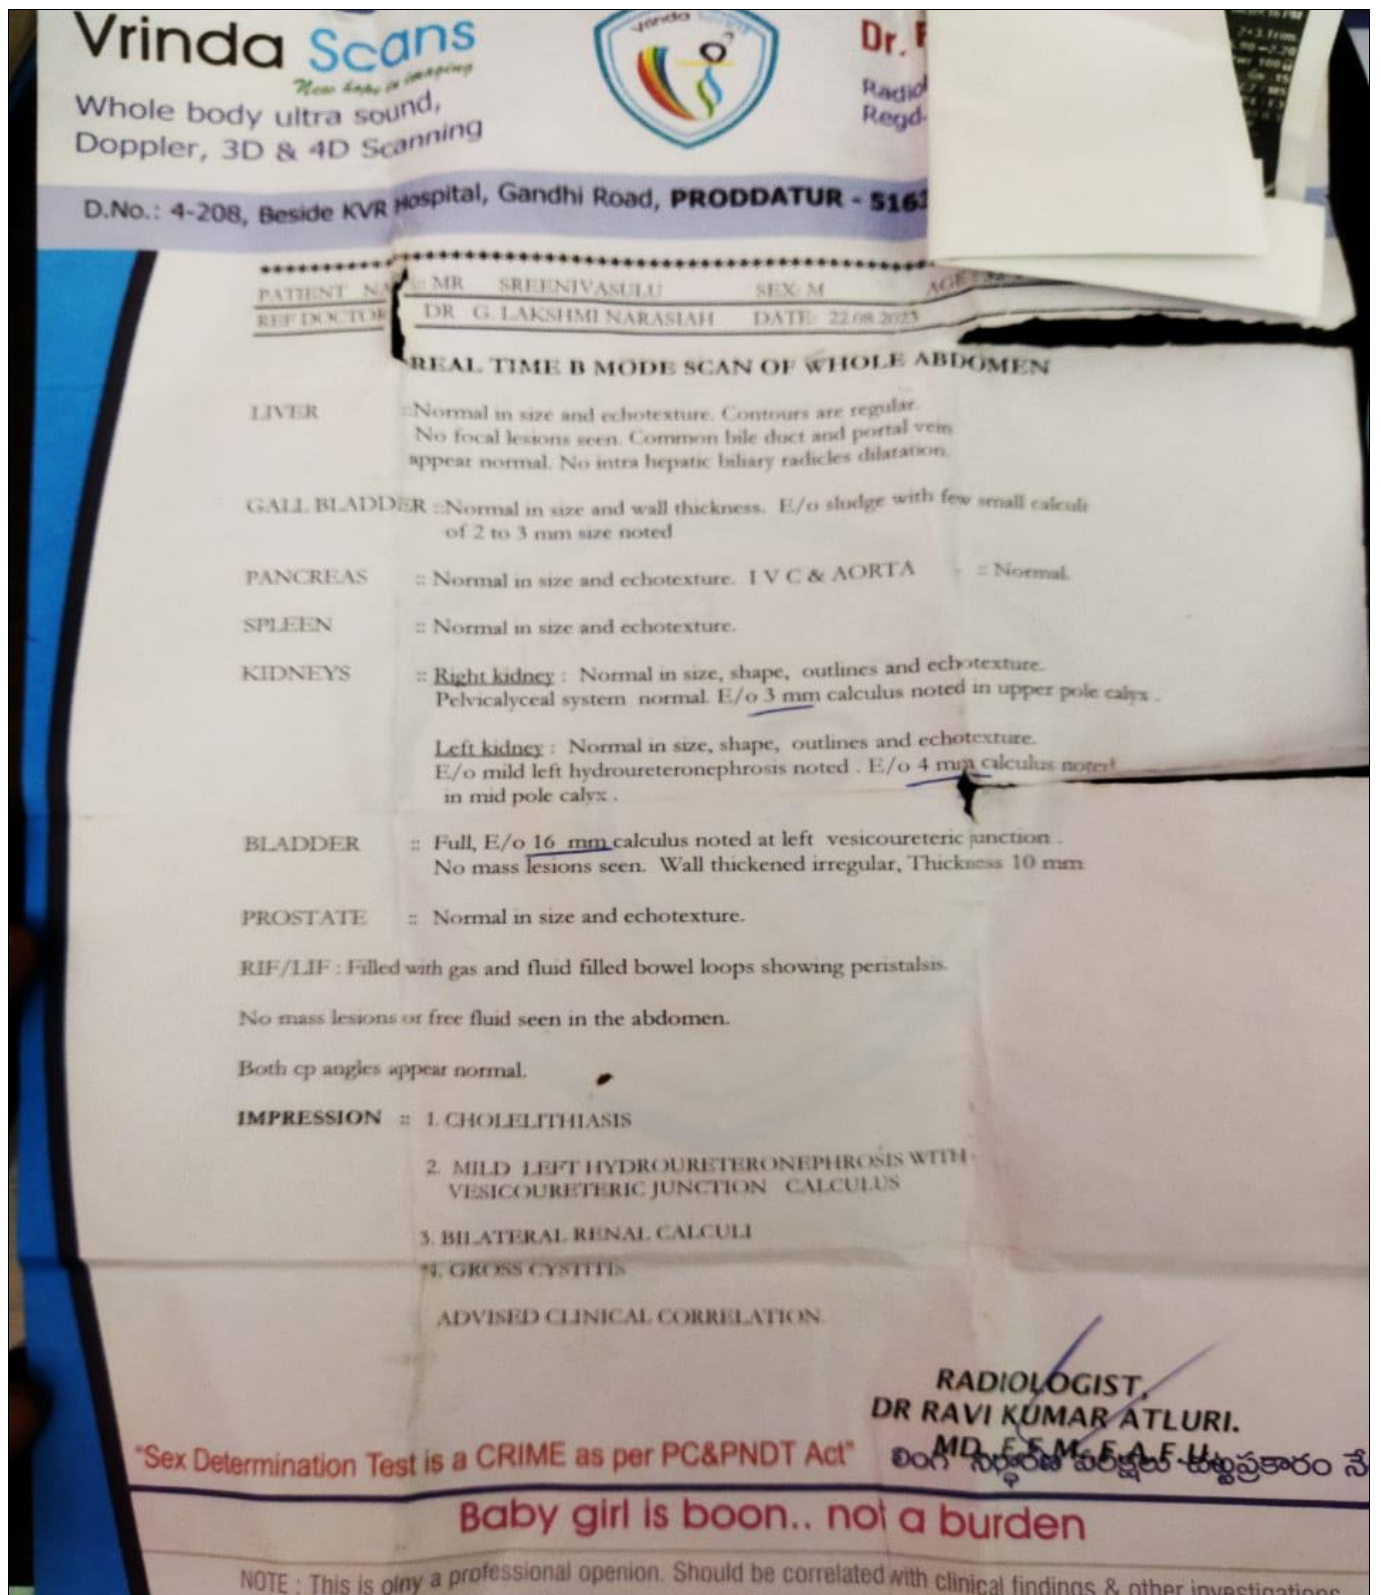 Vrinda Scans
New hope in imaging
Whole body ultra sound,
Doppler, 3D & 4D Scanning
Vrinda
Dr.
Regd.
D.No.: 4-208, Beside KVR Hospital, Gandhi Road, PRODDATUR - 516
PATIENT NA :: MR SREENIVASULU SEX: M AGE
REF DOCTOR DR G. LAKSHMI NARASIAH DATE: 22.08.2023
REAL TIME B MODE SCAN OF WHOLE ABDOMEN
LIVER ::Normal in size and echotexture. Contours are regular.
No focal lesions seen. Common bile duct and portal vein
appear normal. No intra hepatic biliary radicles dilatation.
GALL BLADDER ::Normal in size and wall thickness. E/o sludge with few small calculi
of 2 to 3 mm size noted
PANCREAS :: Normal in size and echotexture. I V C & AORTA - :: Normal.
SPLEEN :: Normal in size and echotexture.
KIDNEYS :: Right kidney : Normal in size, shape, outlines and echotexture.
Pelvicalyceal system normal. E/o 3 mm calculus noted in upper pole calyx .
Left kidney : Normal in size, shape, outlines and echotexture.
E/o mild left hydroureteronephrosis noted . E/o 4 mm calculus noted
in mid pole calyx .
BLADDER :: Full, E/o 16 mm calculus noted at left vesicoureteric junction .
No mass lesions seen. Wall thickened irregular, Thickness 10 mm
PROSTATE :: Normal in size and echotexture.
RIF/LIF : Filled with gas and fluid filled bowel loops showing peristalsis.
No mass lesions or free fluid seen in the abdomen.
Both cp angles appear normal.
IMPRESSION :: 1. CHOLELITHIASIS
2. MILD LEFT HYDROURETERONEPHROSIS WITH
VESICOURETERIC JUNCTION CALCULUS
3. BILATERAL RENAL CALCULI
4. GROSS CYSTITIS
ADVISED CLINICAL CORRELATION
RADIOLOGIST,
DR RAVI KUMAR ATLURI.
MD, F.F.M, F.A.F.U.
"Sex Determination Test is a CRIME as per PC&PNDT Act" లింగ నిర్ధారణ పరీక్షలు చట్టప్రకారం నే
Baby girl is boon.. not a burden
NOTE : This is olny a professional openion. Should be correlated with clinical findings & other investigations